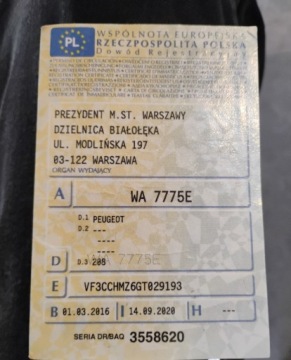 PL
WSPÓLNOTA EUROPEJSKA
RZECZPOSPOLITA POLSKA
Dowód Rejestracyjny
PREZYDENT M.ST. WARSZAWY
DZIELNICA BIAŁOŁĘKA
UL. MODLIŃSKA 197
03-122 WARSZAWA
ORGAN WYDAJĄCY
A WA 7775E
D.1 PEUGEOT
D.2 ---
----
----
D D.3 208 WA 7775E
E VF3CCHMZ6GT029193
B 01.03.2016 I 14.09.2020 H ---
SERIA DR/BAQ 3558620